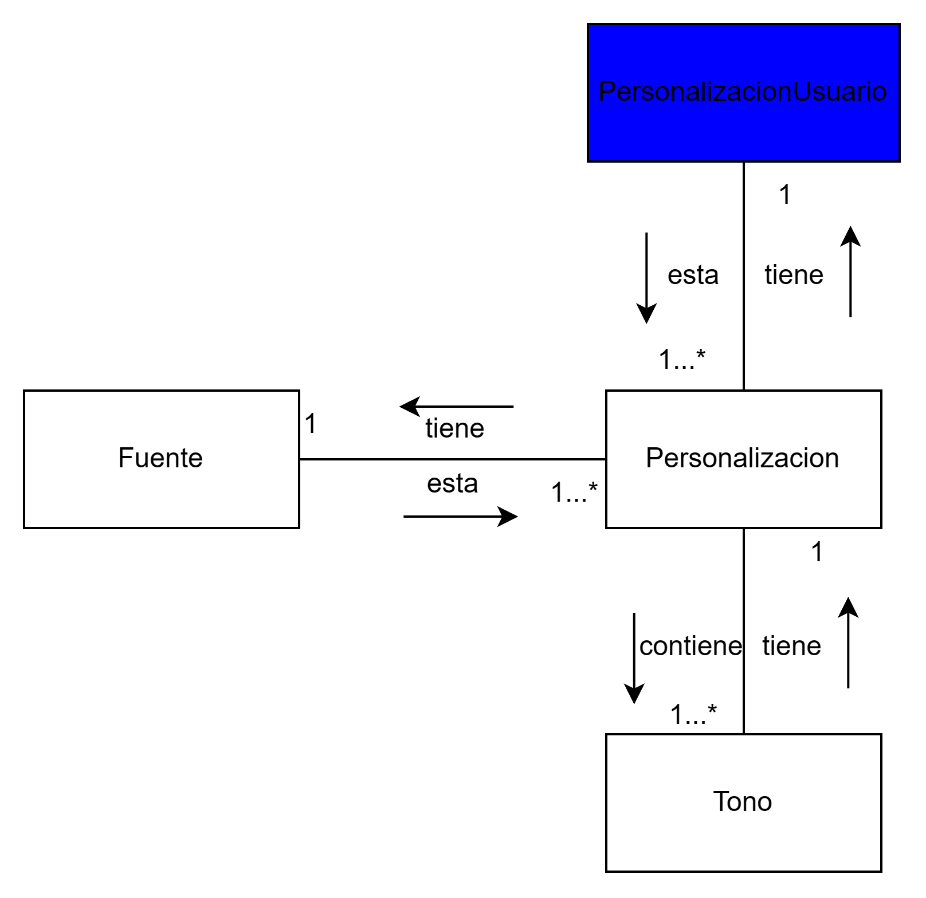 PersonalizacionUsuario
1
esta
tiene
1...*
Fuente
1
tiene
esta
1...*
Personalizacion
1
contiene
tiene
1...*
Tono